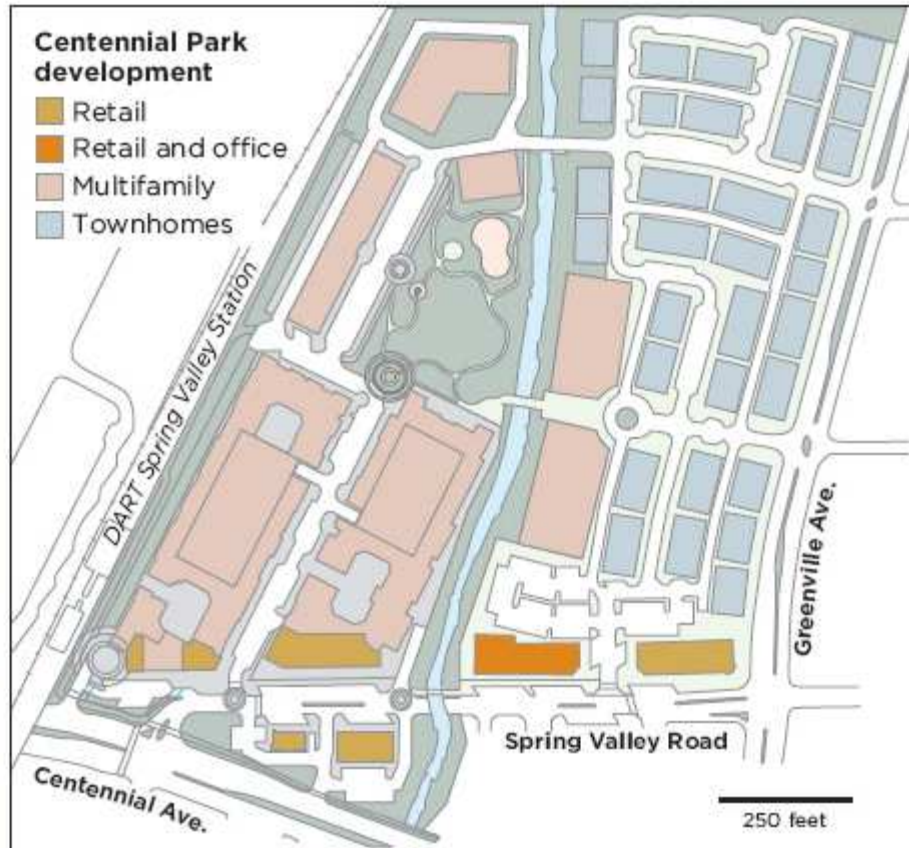 Centennial Park
development
Retail
Retail and office
Multifamily
Townhomes
DART Spring Valley Station
Greenville Ave.
Spring Valley Road
Centennial Ave.
250 feet